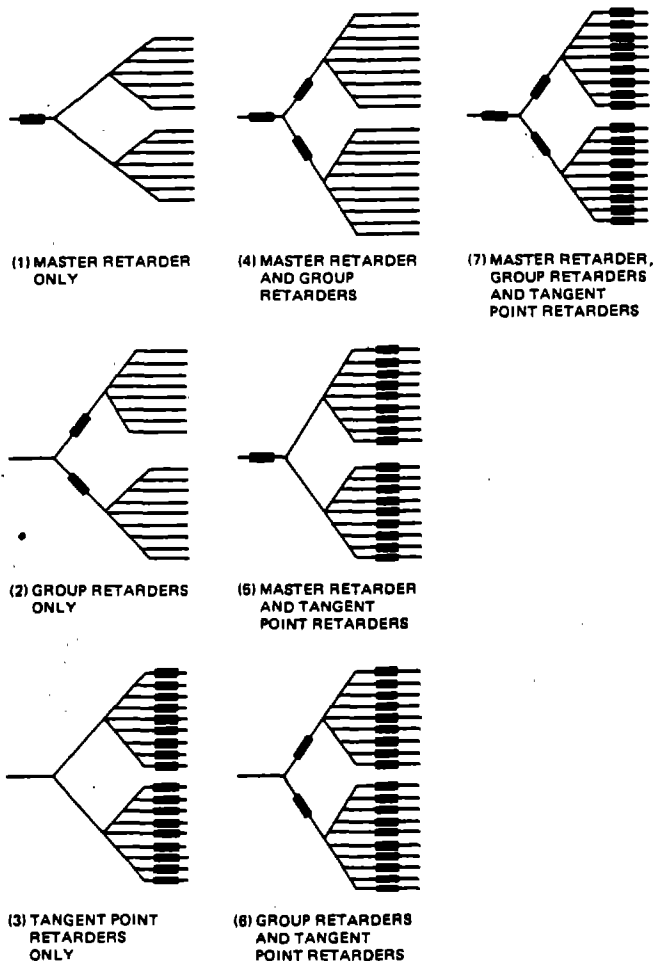 (1) MASTER RETARDER
ONLY
(4) MASTER RETARDER
AND GROUP
RETARDERS
(7) MASTER RETARDER,
GROUP RETARDERS
AND TANGENT
POINT RETARDERS
(2) GROUP RETARDERS
ONLY
(5) MASTER RETARDER
AND TANGENT
POINT RETARDERS
(3) TANGENT POINT
RETARDERS
ONLY
(6) GROUP RETARDERS
AND TANGENT
POINT RETARDERS